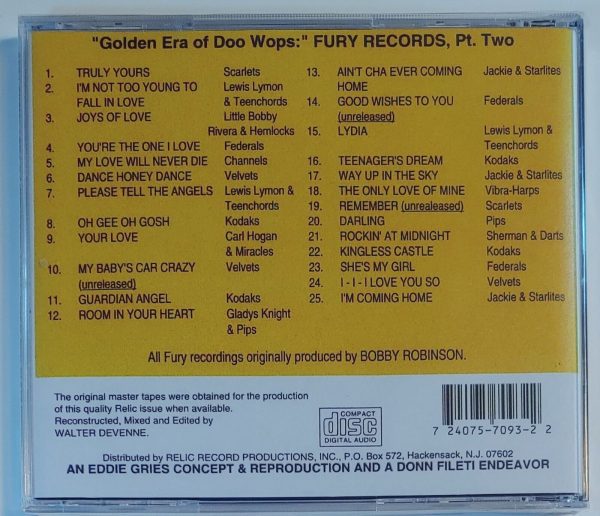 "Golden Era of Doo Wops:" FURY RECORDS, Pt. Two
1. TRULY YOURS Scarlets
2. I'M NOT TOO YOUNG TO Lewis Lymon
FALL IN LOVE & Teenchords
3. JOYS OF LOVE Little Bobby
Rivera & Hemlocks
4. YOU'RE THE ONE I LOVE Federals
5. MY LOVE WILL NEVER DIE Channels
6. DANCE HONEY DANCE Velvets
7. PLEASE TELL THE ANGELS Lewis Lymon &
Teenchords
8. OH GEE OH GOSH Kodaks
9. YOUR LOVE Carl Hogan
& Miracles
10. MY BABY'S CAR CRAZY Velvets
(unreleased)
11. GUARDIAN ANGEL Kodaks
12. ROOM IN YOUR HEART Gladys Knight
& Pips
13. AIN'T CHA EVER COMING Jackie & Starlites
HOME
14. GOOD WISHES TO YOU Federals
(unreleased)
15. LYDIA Lewis Lymon &
Teenchords
16. TEENAGER'S DREAM Kodaks
17. WAY UP IN THE SKY Jackie & Starlites
18. THE ONLY LOVE OF MINE Vibra-Harps
19. REMEMBER (unrealeased) Scarlets
20. DARLING Pips
21. ROCKIN' AT MIDNIGHT Sherman & Darts
22. KINGLESS CASTLE Kodaks
23. SHE'S MY GIRL Federals
24. I - I - I LOVE YOU SO Velvets
25. I'M COMING HOME Jackie & Starlites
All Fury recordings originally produced by BOBBY ROBINSON.
The original master tapes were obtained for the production
of this quality Relic issue when available.
Reconstructed, Mixed and Edited by
WALTER DEVENNE.
COMPACT
disc
DIGITAL AUDIO
7 24075-7093-2 2
Distributed by RELIC RECORD PRODUCTIONS, INC., P.O. Box 572, Hackensack, N.J. 07602
AN EDDIE GRIES CONCEPT & REPRODUCTION AND A DONN FILETI ENDEAVOR